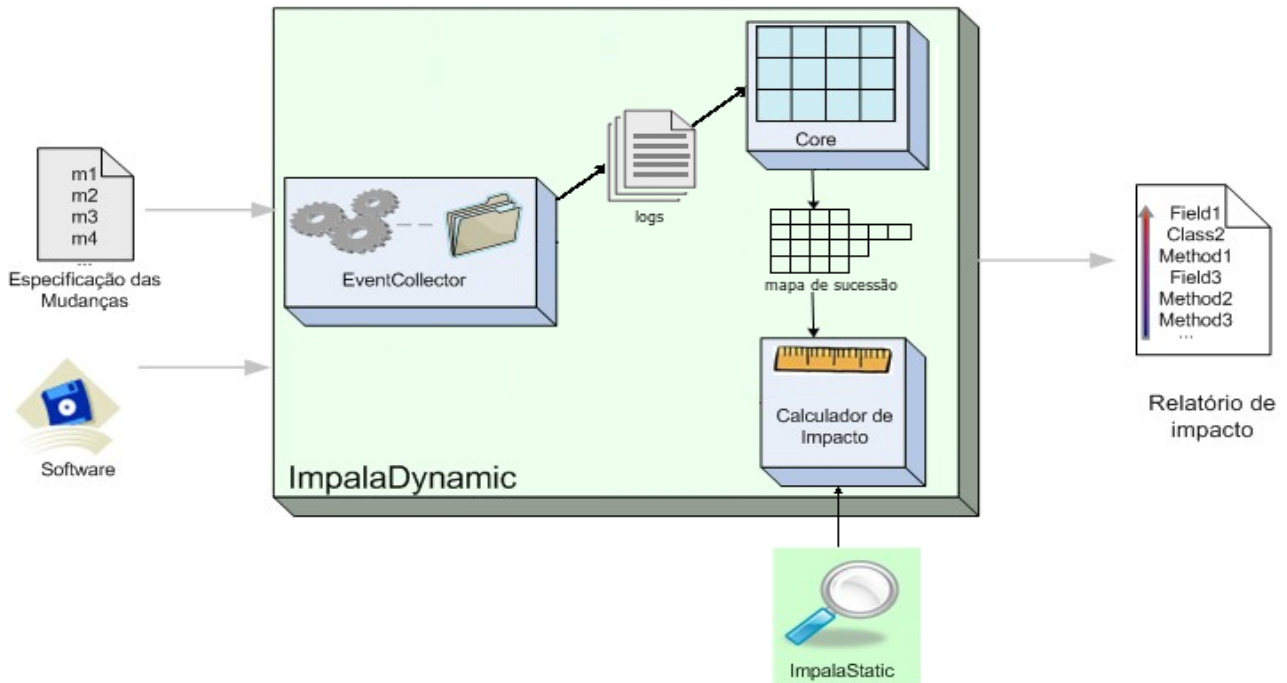 m1
m2
m3
m4
...
Especificação das
Mudanças
Software
EventCollector
logs
Core
mapa de sucessão
Calculador de
Impacto
ImpalaDynamic
ImpalaStatic
Field1
Class2
Method1
Field3
Method2
Method3
...
Relatório de
impacto